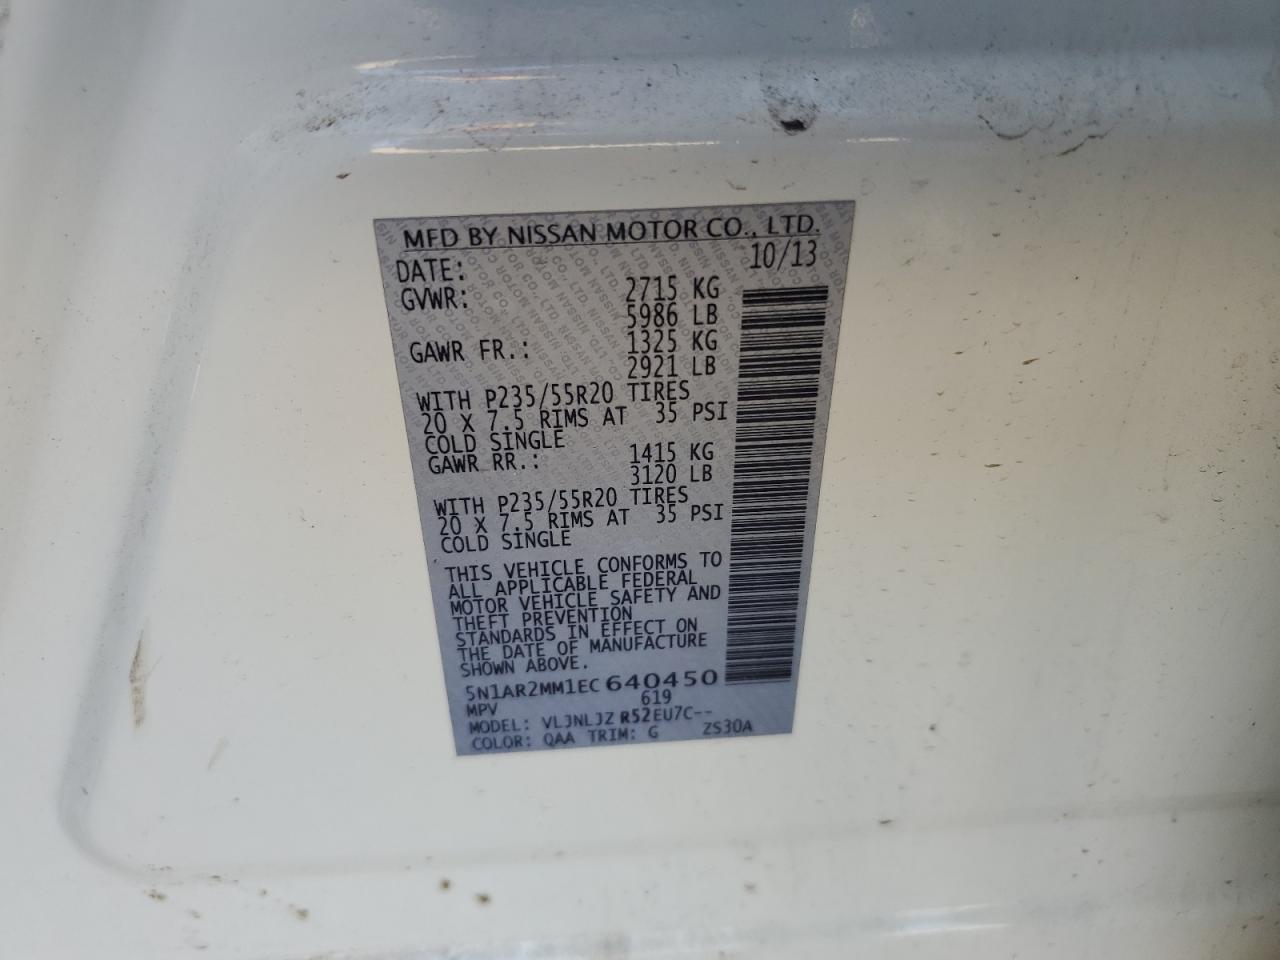 MFD BY NISSAN MOTOR CO., LTD.
DATE: 10/13
GVWR: 2715 KG
5986 LB
GAWR FR.: 1325 KG
2921 LB
WITH P235/55R20 TIRES
20 X 7.5 RIMS AT 35 PSI
COLD SINGLE
GAWR RR.: 1415 KG
3120 LB
WITH P235/55R20 TIRES
20 X 7.5 RIMS AT 35 PSI
COLD SINGLE
THIS VEHICLE CONFORMS TO
ALL APPLICABLE FEDERAL
MOTOR VEHICLE SAFETY AND
THEFT PREVENTION
STANDARDS IN EFFECT ON
THE DATE OF MANUFACTURE
SHOWN ABOVE.
5N1AR2MM1EC 640450
MPV 619
MODEL: VLJNLJZ R52EU7C--
COLOR: QAA TRIM: G ZS30A